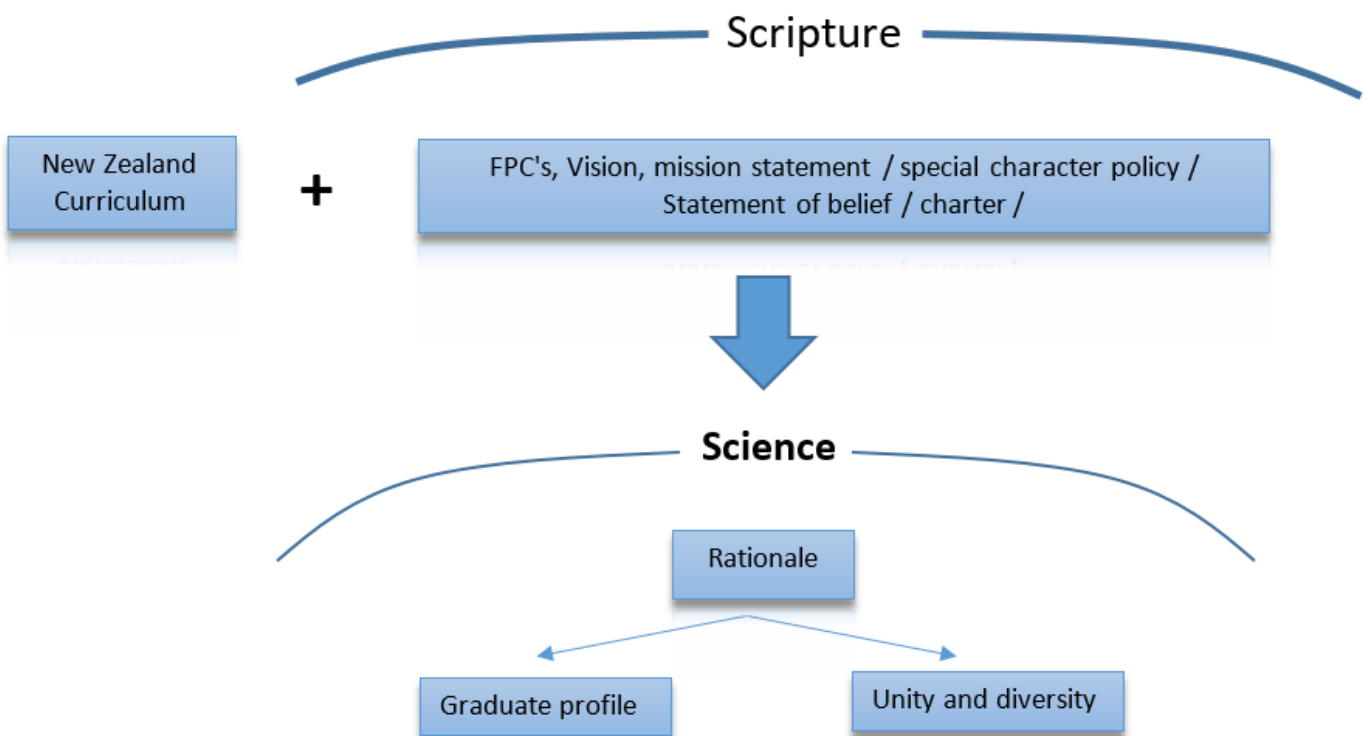 Scripture
New Zealand
Curriculum
+
FPC's, Vision, mission statement / special character policy /
Statement of belief / charter /
Science
Rationale
Graduate profile
Unity and diversity